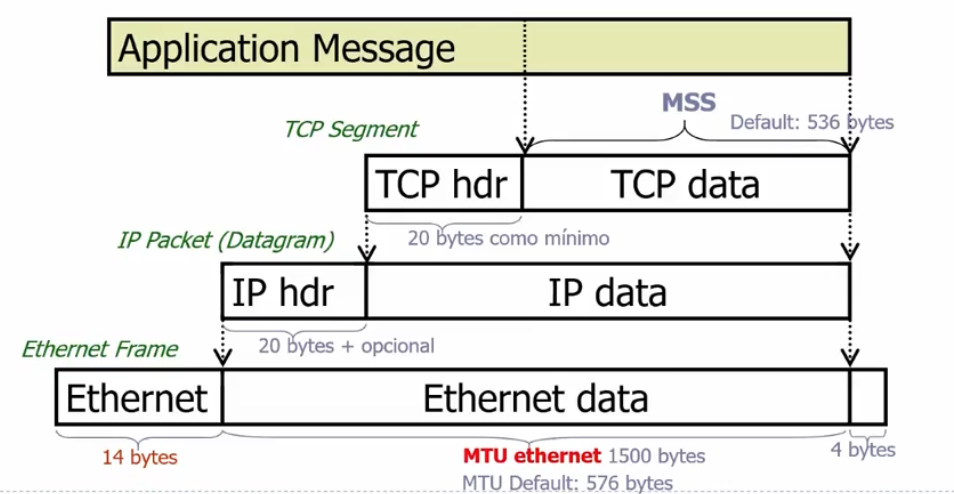 Application Message
MSS
Default: 536 bytes
TCP Segment
TCP hdr
TCP data
20 bytes como mínimo
IP Packet (Datagram)
IP hdr
IP data
20 bytes + opcional
Ethernet Frame
Ethernet
Ethernet data
14 bytes
MTU ethernet 1500 bytes
4 bytes
MTU Default: 576 bytes